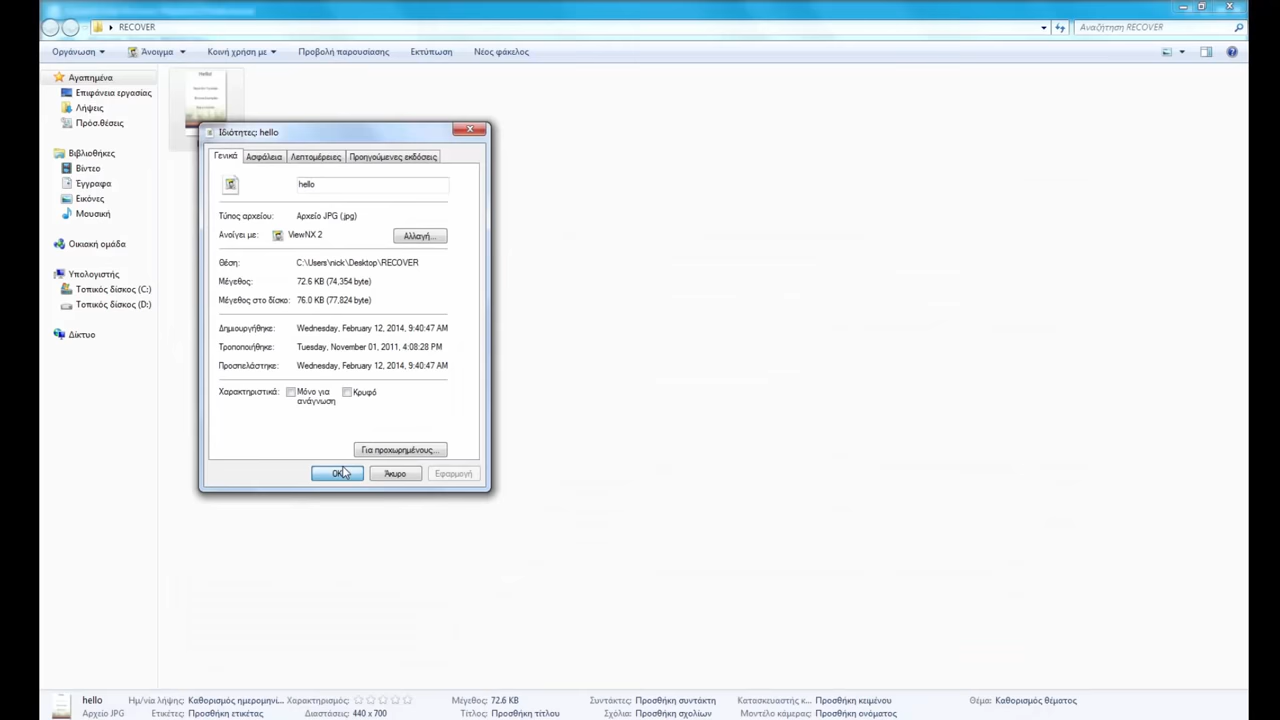 RECOVER
Αναζήτηση RECOVER
Οργάνωση Άνοιγμα Κοινή χρήση με Προβολή παρουσίασης Εκτύπωση Νέος φάκελος
Αγαπημένα
Επιφάνεια εργασίας
Λήψεις
Πρόσ.θέσεις
Βιβλιοθήκες
Βίντεο
Έγγραφα
Εικόνες
Μουσική
Οικιακή ομάδα
Υπολογιστής
Τοπικός δίσκος (C:)
Τοπικός δίσκος (D:)
Δίκτυο
Hello!
Ιδιότητες: hello
Γενικά Ασφάλεια Λεπτομέρειες Προηγούμενες εκδόσεις
hello
Τύπος αρχείου: Αρχείο JPG (.jpg)
Ανοίγει με: ViewNX 2 Αλλαγή...
Θέση: C:\Users\nick\Desktop\RECOVER
Μέγεθος: 72.6 KB (74,354 byte)
Μέγεθος στο δίσκο: 76.0 KB (77,824 byte)
Δημιουργήθηκε: Wednesday, February 12, 2014, 9:40:47 AM
Τροποποιήθηκε: Tuesday, November 01, 2011, 4:08:28 PM
Προσπελάστηκε: Wednesday, February 12, 2014, 9:40:47 AM
Χαρακτηριστικά: Μόνο για ανάγνωση Κρυφό
Για προχωρημένους...
OK Άκυρο Εφαρμογή
hello Ημ/νία λήψης: Καθορισμός ημερομηνί... Χαρακτηρισμός: Μέγεθος: 72.6 KB Συντάκτες: Προσθήκη συντάκτη Κατασκευαστής κ... Προσθήκη κειμένου Θέμα: Καθορισμός θέματος
Αρχείο JPG Ετικέτες: Προσθήκη ετικέτας Διαστάσεις: 440 x 700 Τίτλος: Προσθήκη τίτλου Σχόλια: Προσθήκη σχολίων Μοντέλο κάμερας: Προσθήκη ονόματος